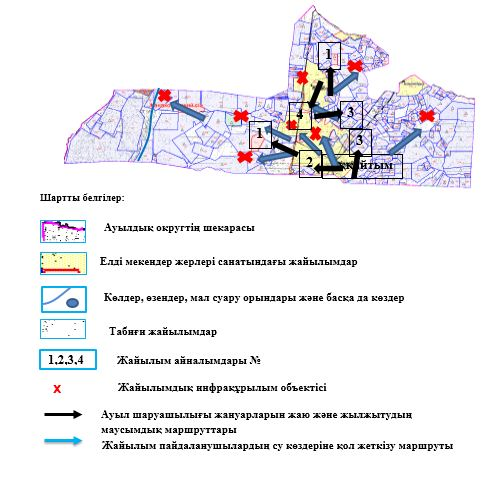 1
4
3
1
3
2
Қайтым
Шартты белгілер:
Ауылдық округтің шекарасы
Елді мекендер жерлері санатындағы жайылымдар
Көлдер, өзендер, мал суару орындары және басқа да көздер
Табиғи жайылымдар
1,2,3,4 Жайылым айналымдары №
x Жайылымдық инфрақұрылым объектісі
Ауыл шаруашылығы жануарларын жаю және жылжытудың
маусымдық маршруттары
Жайылым пайдаланушылардың су көздеріне қол жеткізу маршруты